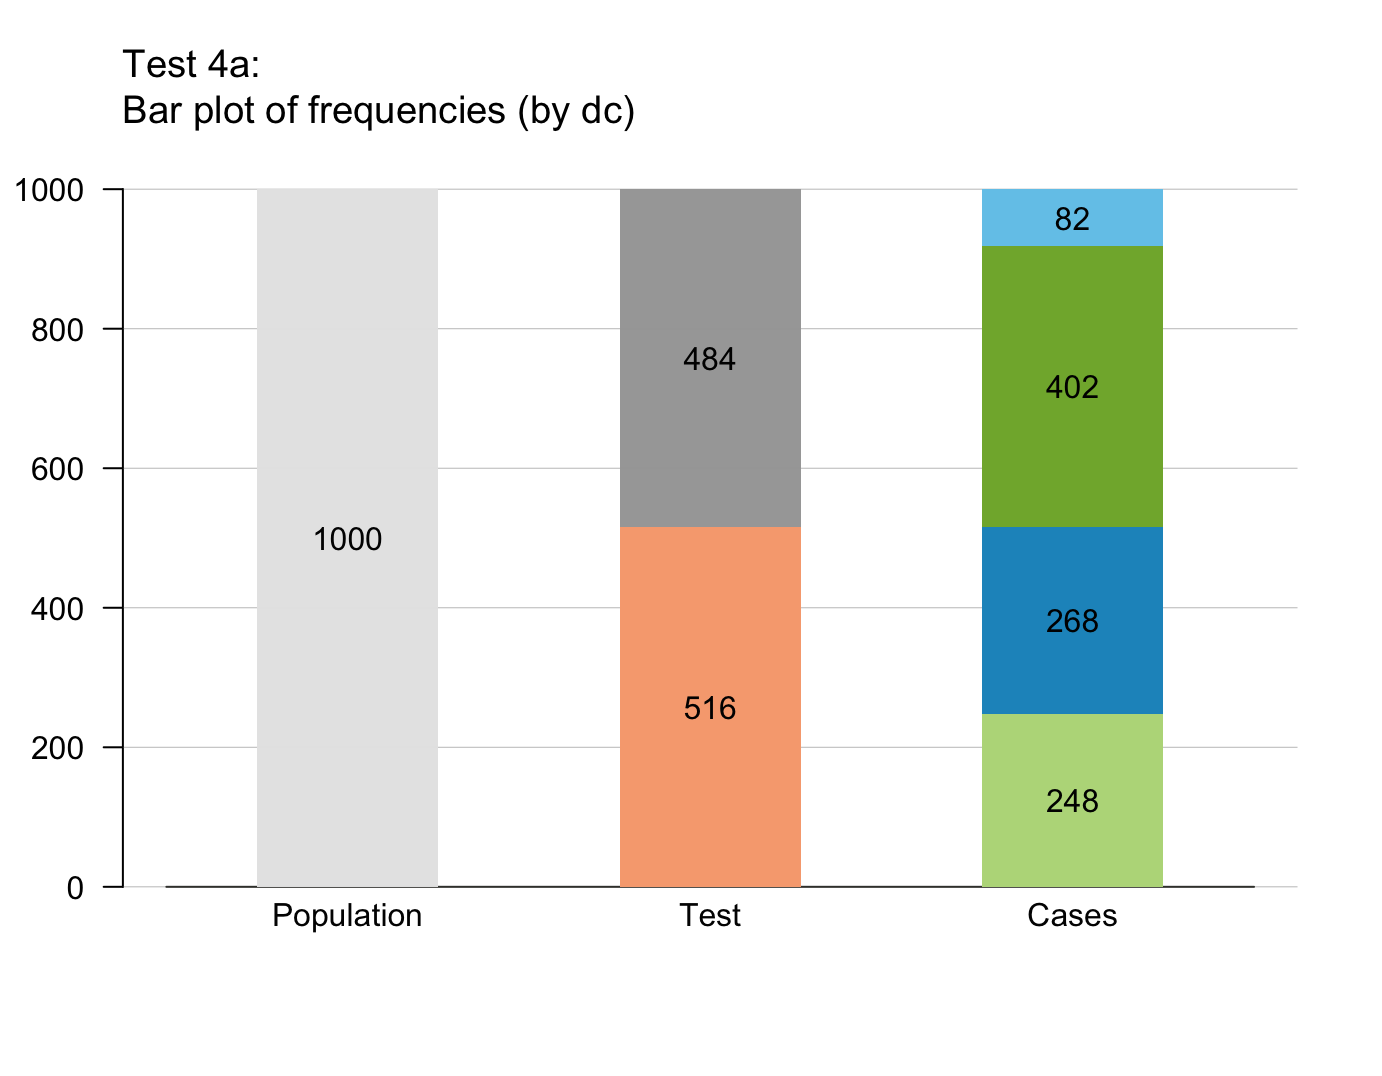 Test 4a:
Bar plot of frequencies (by dc)
1000
800
600
400
200
0
1000
484
516
82
402
268
248
Population
Test
Cases